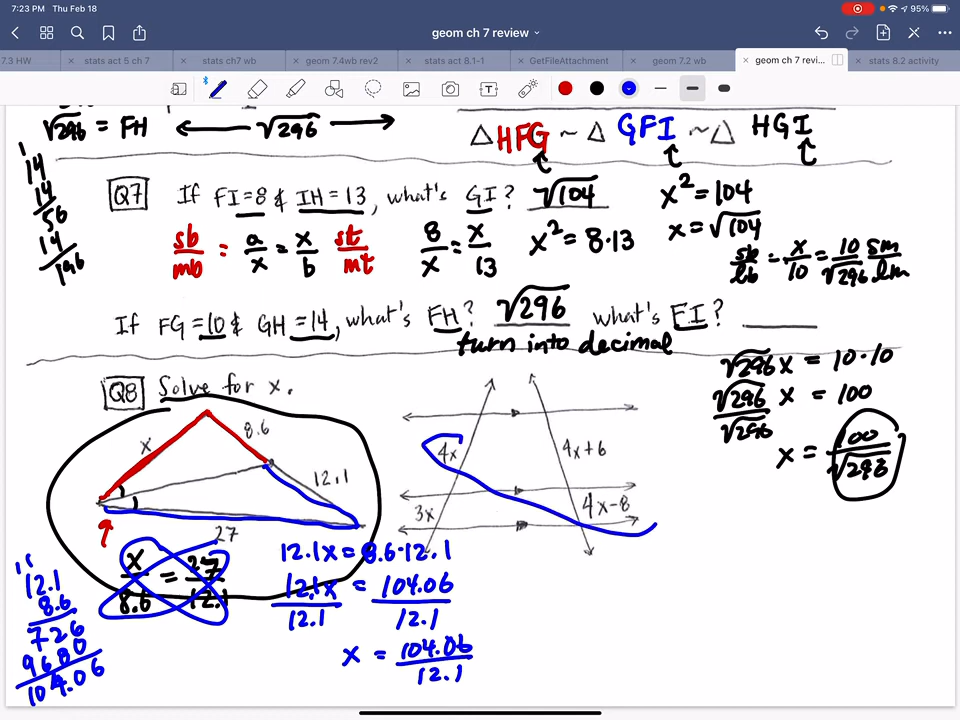 7:23 PM Thu Feb 18
95%
geom ch 7 review
7.3 HW
stats act 5 ch 7
stats ch7 wb
geom 7.4wb rev2
stats act 8.1-1
GetFileAttachment
geom 7.2 wb
geom ch 7 revi...
stats 8.2 activity
√296 = FH
√296
△HFG ~ △ GFI ~△ HGI
14
14
56
14
196
Q7 If FI=8 & IH=13, what's GI? √104
x² = 104
x = √104
sb/mb = a/x = x/b st/mt
8/x = x/13
x² = 8·13
x/10 = 10/√296 sm/lm
If FG=10 & GH=14, what's FH? √296 what's FI?
turn into decimal
√296 x = 10·10
√296/√296 x = 100
x = 100/√296
Q8 Solve for x.
x
8.6
12.1
27
4x
4x+6
3x
4x-8
x/8.6 = 27/12.1
12.1x = 8.6·12.1
12.1x/12.1 = 104.06/12.1
x = 104.06/12.1
12.1
8.6
726
9680
104.06